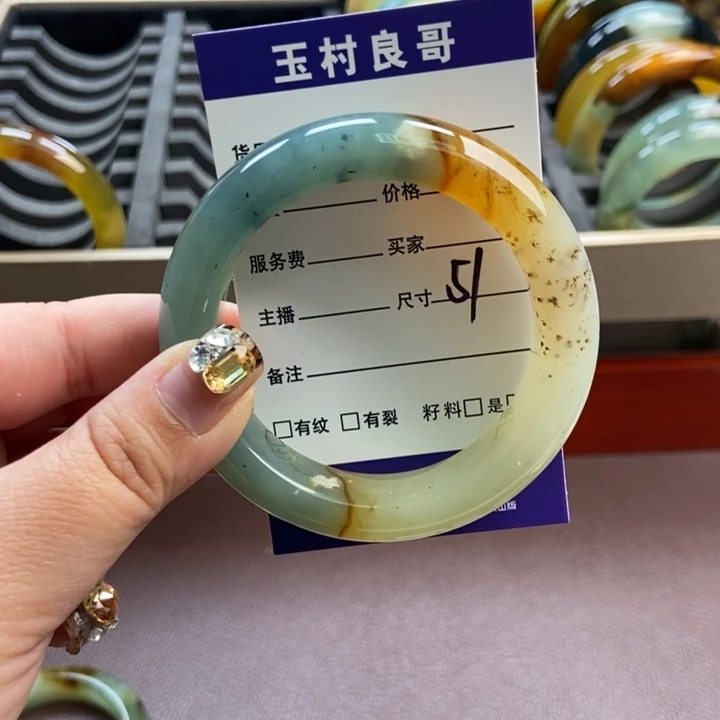 玉村良哥
价格
服务费 买家
主播 尺寸 51
备注
□有纹 □有裂 籽料□是